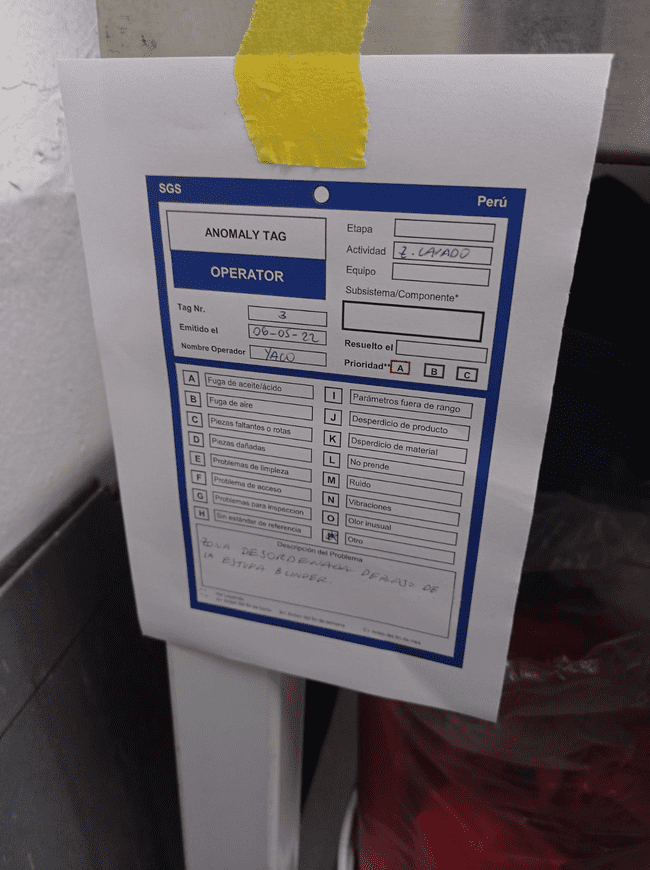 SGS Perú
ANOMALY TAG
OPERATOR
Etapa
Actividad Z. LAVADO
Equipo
Subsistema/Componente*
Tag Nr. 3
Emitido el 06-05-22
Nombre Operador YACO
Resuelto el
Prioridad** A B C
A Fuga de aceite/ácido
B Fuga de aire
C Piezas faltantes o rotas
D Piezas dañadas
E Problemas de limpieza
F Problema de acceso
G Problemas para inspeccion
H Sin estándar de referencia
I Parámetros fuera de rango
J Desperdicio de producto
K Dsperdicio de material
L No prende
M Ruido
N Vibraciones
O Olor inusual
Otro
Descripción del Problema
ZONA DESORDENADA DEBAJO DE
LA ESTUFA BINDER.